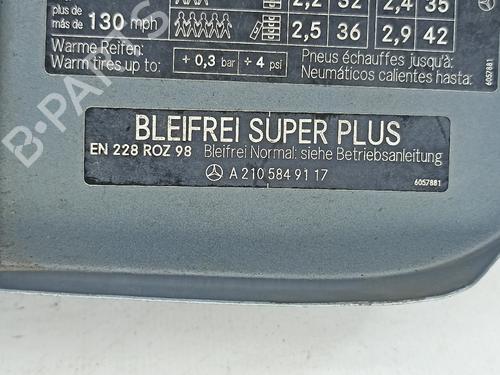 plus de 2,2 32 2,4 35
más de 130 mph 2,5 36 2,9 42
Warme Reifen: Pneus échauffés jusqu'à:
Warm tires up to: + 0,3 bar ÷ 4 psi Neumáticos calientes hasta:
6057881
BLEIFREI SUPER PLUS
EN 228 ROZ 98 Bleifrei Normal: siehe Betriebsanleitung
A 210 584 91 17
6057881
B-PARTS